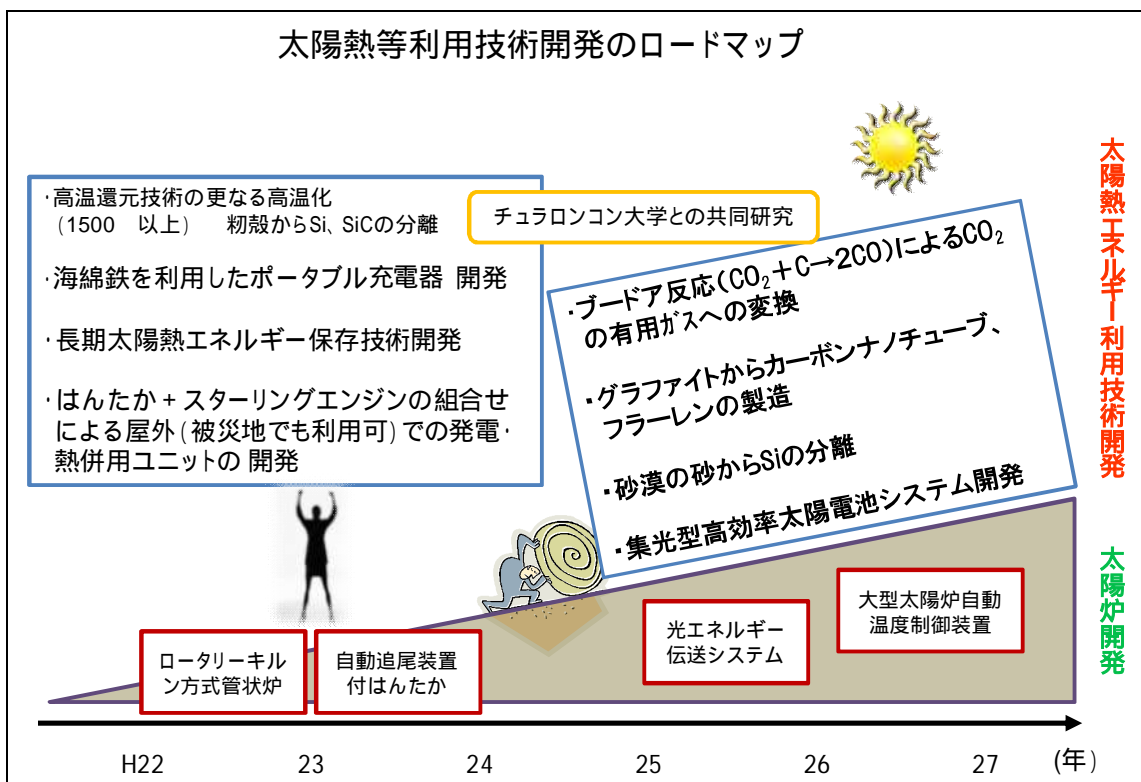 太陽熱等利用技術開発のロードマップ
・高温還元技術の更なる高温化
(1500　以上)　　籾殻からSi、SiCの分離
・海綿鉄を利用したポータブル充電器 開発
・長期太陽熱エネルギー保存技術開発
・はんたか + スターリングエンジンの組合せ
による屋外(被災地でも利用可)での発電・
熱併用ユニットの 開発
チュラロンコン大学との共同研究
・ブードア反応(CO₂+C→2CO)によるCO₂
の有用ガスへの変換
・グラファイトからカーボンナノチューブ、
フラーレンの製造
・砂漠の砂からSiの分離
・集光型高効率太陽電池システム開発
太陽熱エネルギー利用技術開発
太陽炉開発
ロータリーキル
ン方式管状炉
自動追尾装置
付はんたか
光エネルギー
伝送システム
大型太陽炉自動
温度制御装置
H22 23 24 25 26 27 (年)